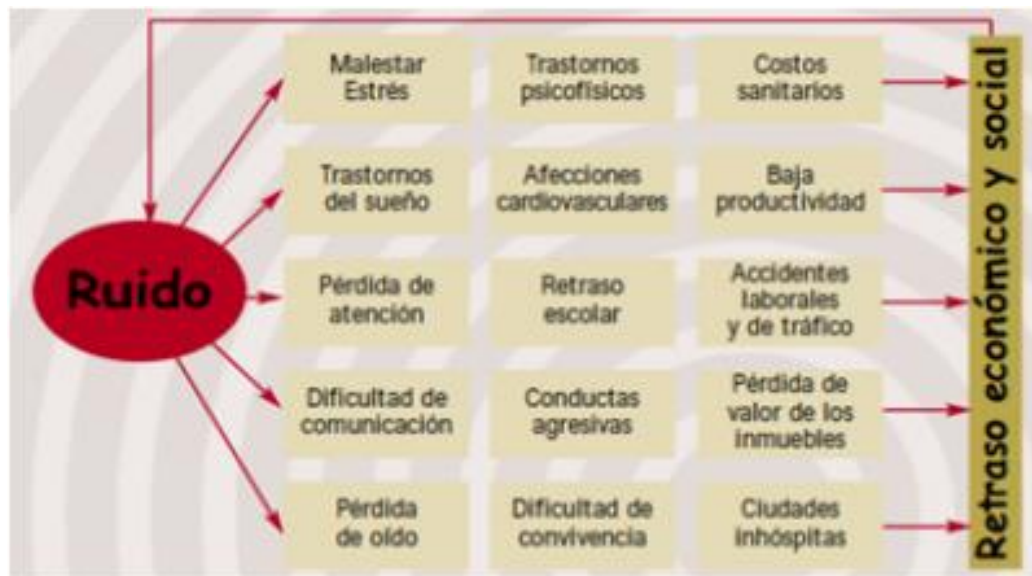 Malestar
Estrés
Trastornos
psicofísicos
Costos
sanitarios
Trastornos
del sueño
Afecciones
cardiovasculares
Baja
productividad
Ruido
Pérdida de
atención
Retraso
escolar
Accidentes
laborales
y de tráfico
Dificultad de
comunicación
Conductas
agresivas
Pérdida de
valor de los
inmuebles
Pérdida
de oído
Dificultad de
convivencia
Ciudades
inhóspitas
Retraso económico y social